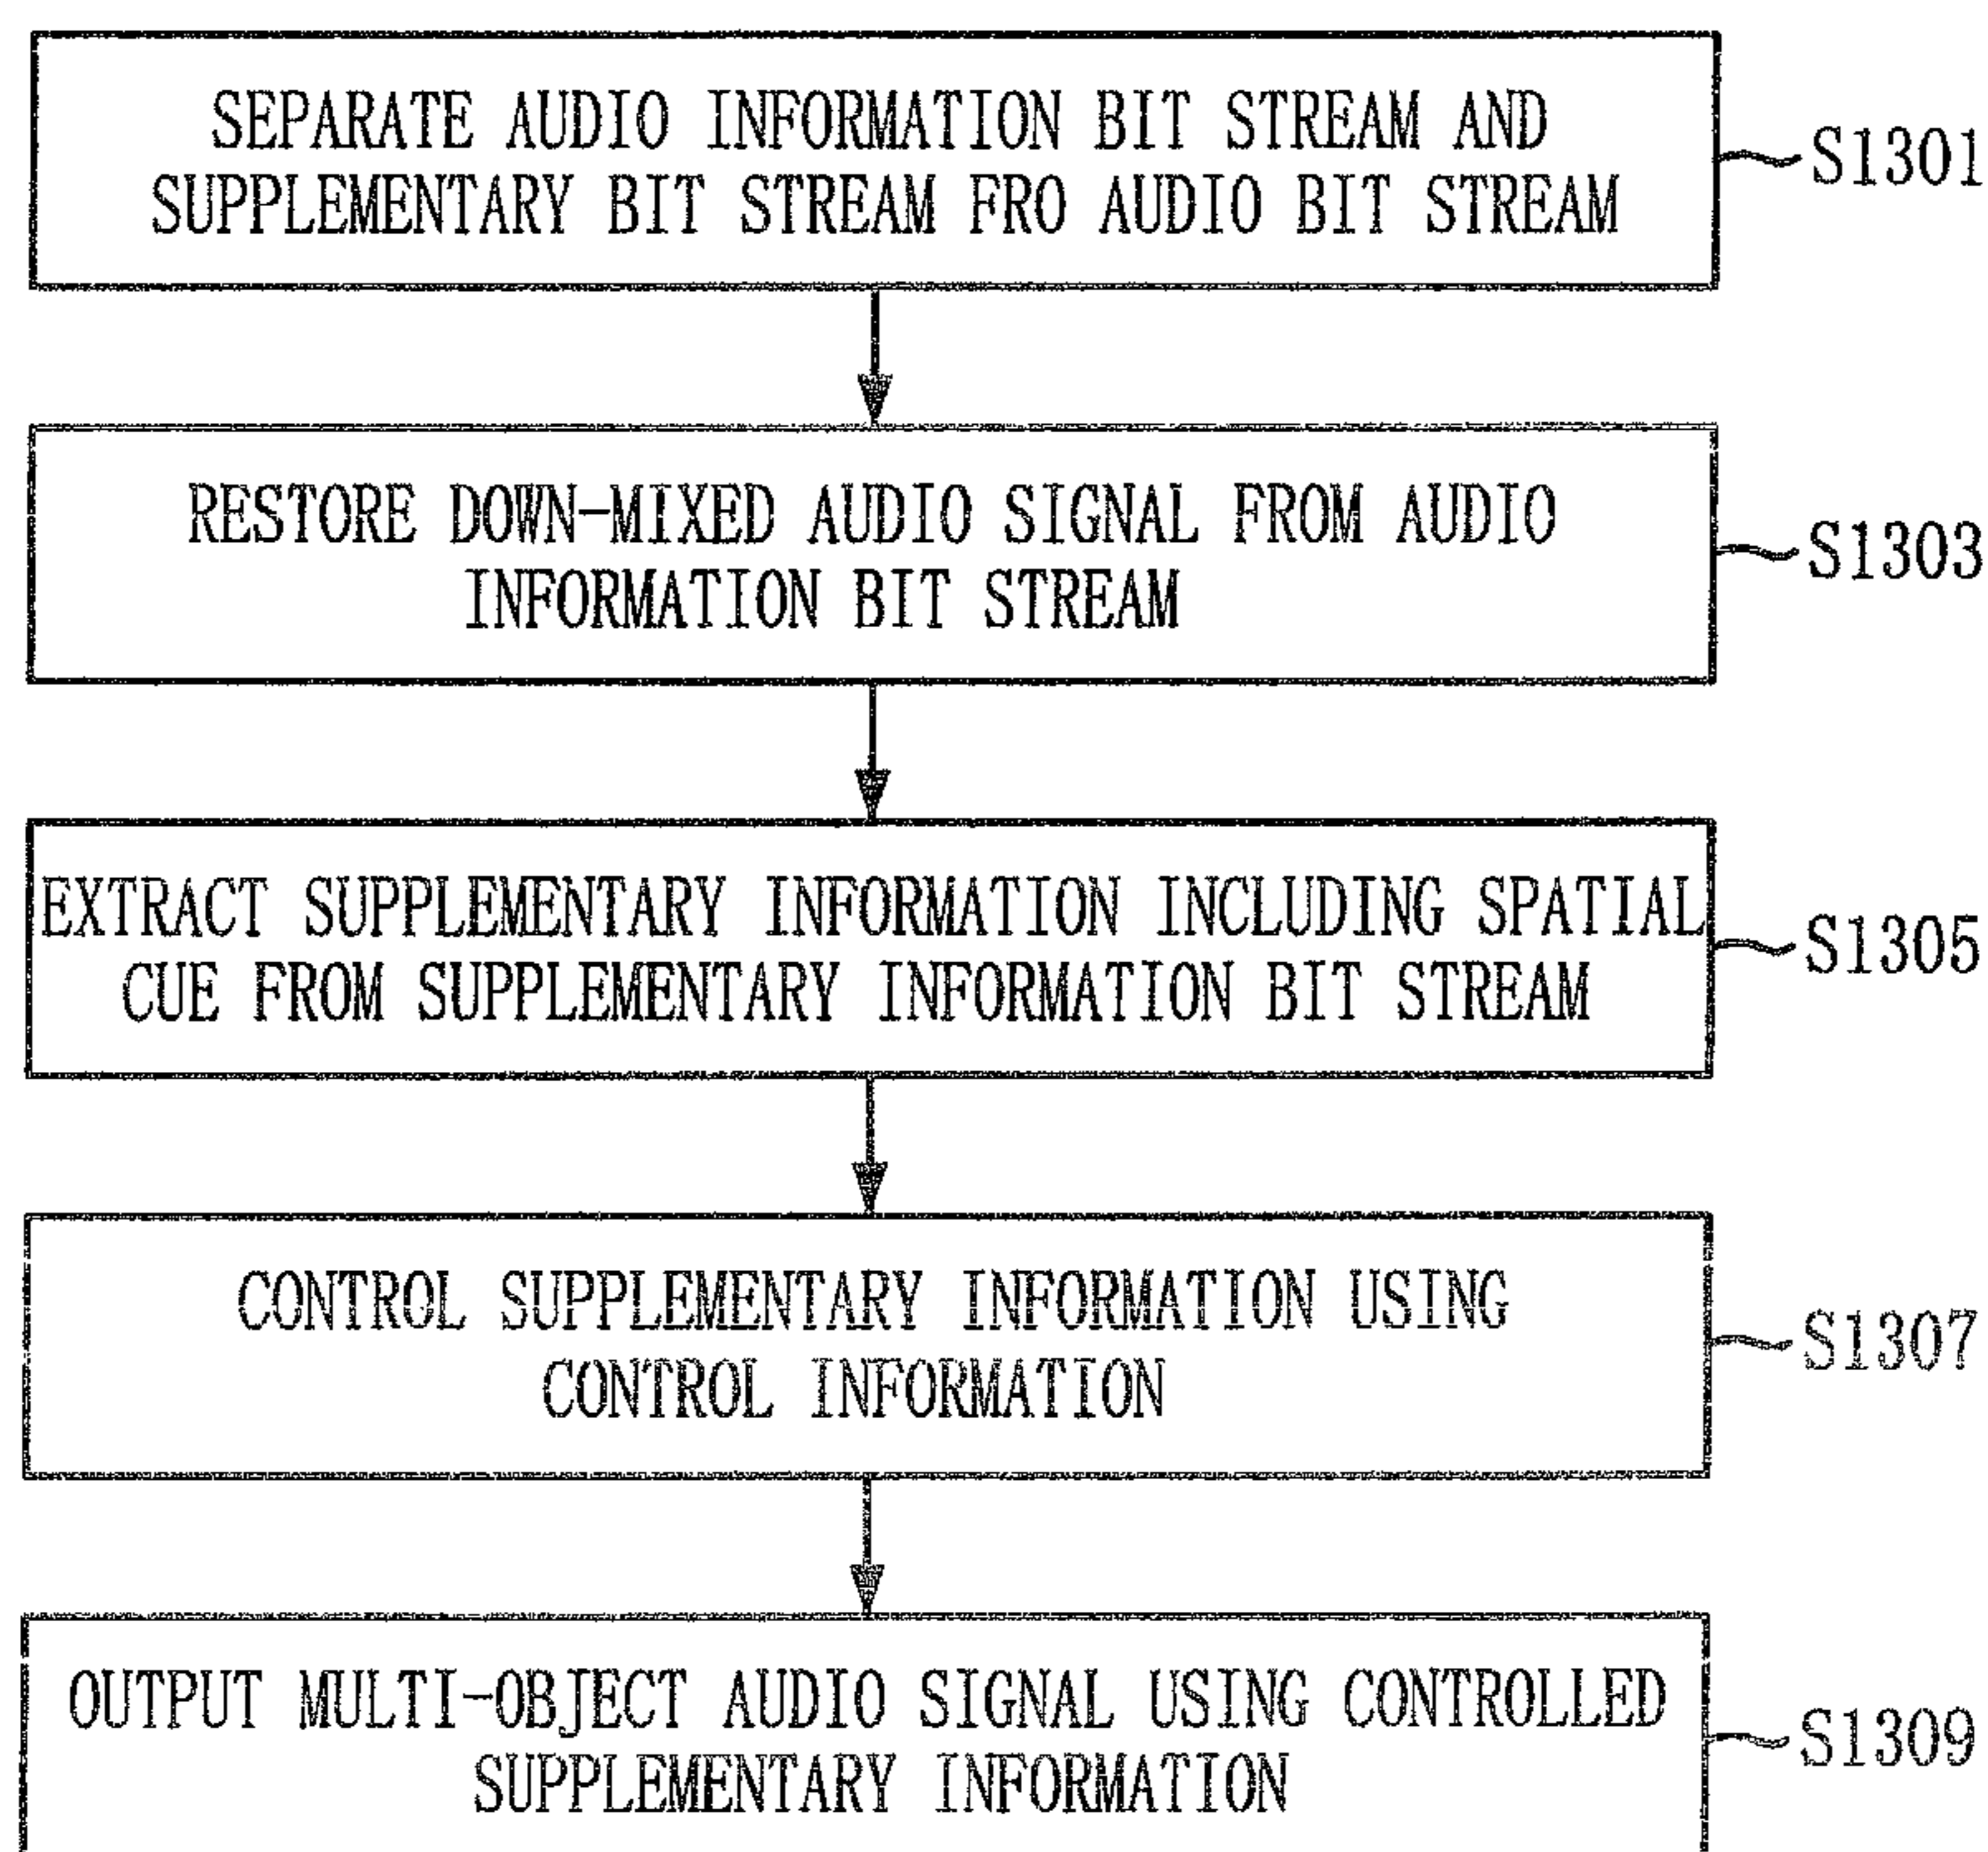 SEPARATE AUDIO INFORMATION BIT STREAM AND
SUPPLEMENTARY BIT STREAM FRO AUDIO BIT STREAM
S1301
RESTORE DOWN-MIXED AUDIO SIGNAL FROM AUDIO
INFORMATION BIT STREAM
S1303
EXTRACT SUPPLEMENTARY INFORMATION INCLUDING SPATIAL
CUE FROM SUPPLEMENTARY INFORMATION BIT STREAM
S1305
CONTROL SUPPLEMENTARY INFORMATION USING
CONTROL INFORMATION
S1307
OUTPUT MULTI-OBJECT AUDIO SIGNAL USING CONTROLLED
SUPPLEMENTARY INFORMATION
S1309